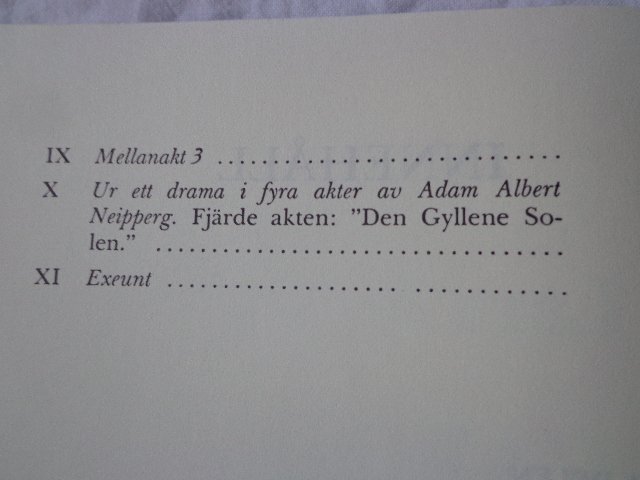 IX Mellanakt 3 ...............................
X Ur ett drama i fyra akter av Adam Albert
Neipperg. Fjärde akten: ”Den Gyllene So-
len.” .....................................
XI Exeunt ..................... ..............
INNEHÅLL